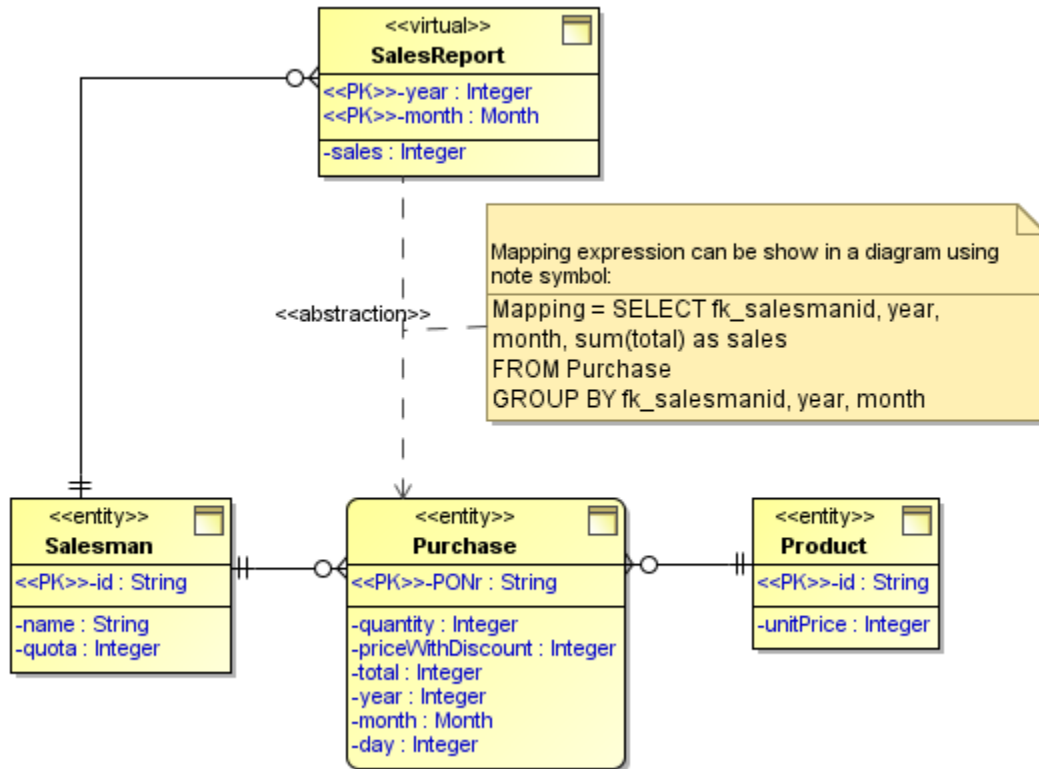 <<virtual>>
SalesReport
<<PK>>-year : Integer
<<PK>>-month : Month
-sales : Integer
Mapping expression can be show in a diagram using
note symbol:
Mapping = SELECT fk_salesmanid, year,
month, sum(total) as sales
FROM Purchase
GROUP BY fk_salesmanid, year, month
<<abstraction>>
<<entity>>
Salesman
<<PK>>-id : String
-name : String
-quota : Integer
<<entity>>
Purchase
<<PK>>-PONr : String
-quantity : Integer
-priceWithDiscount : Integer
-total : Integer
-year : Integer
-month : Month
-day : Integer
<<entity>>
Product
<<PK>>-id : String
-unitPrice : Integer